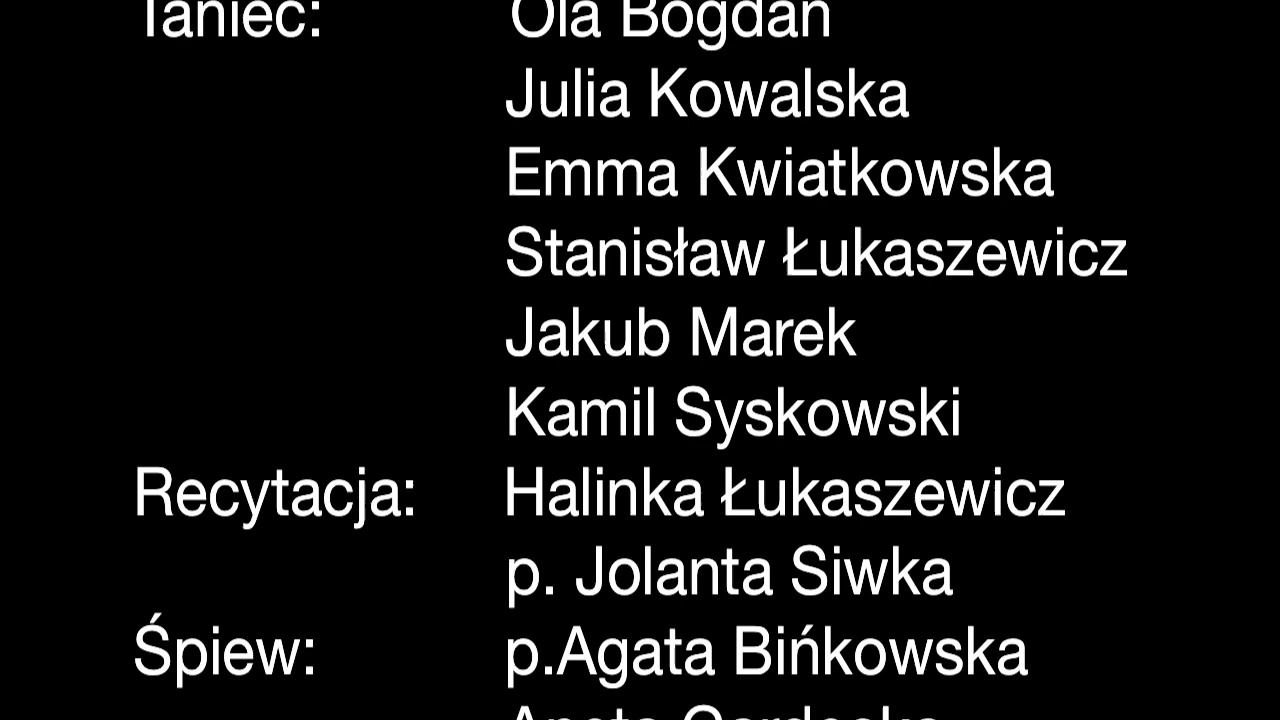 Taniec: Ola Bogdan
Julia Kowalska
Emma Kwiatkowska
Stanisław Łukaszewicz
Jakub Marek
Kamil Syskowski
Recytacja: Halinka Łukaszewicz
p. Jolanta Siwka
Śpiew: p.Agata Bińkowska